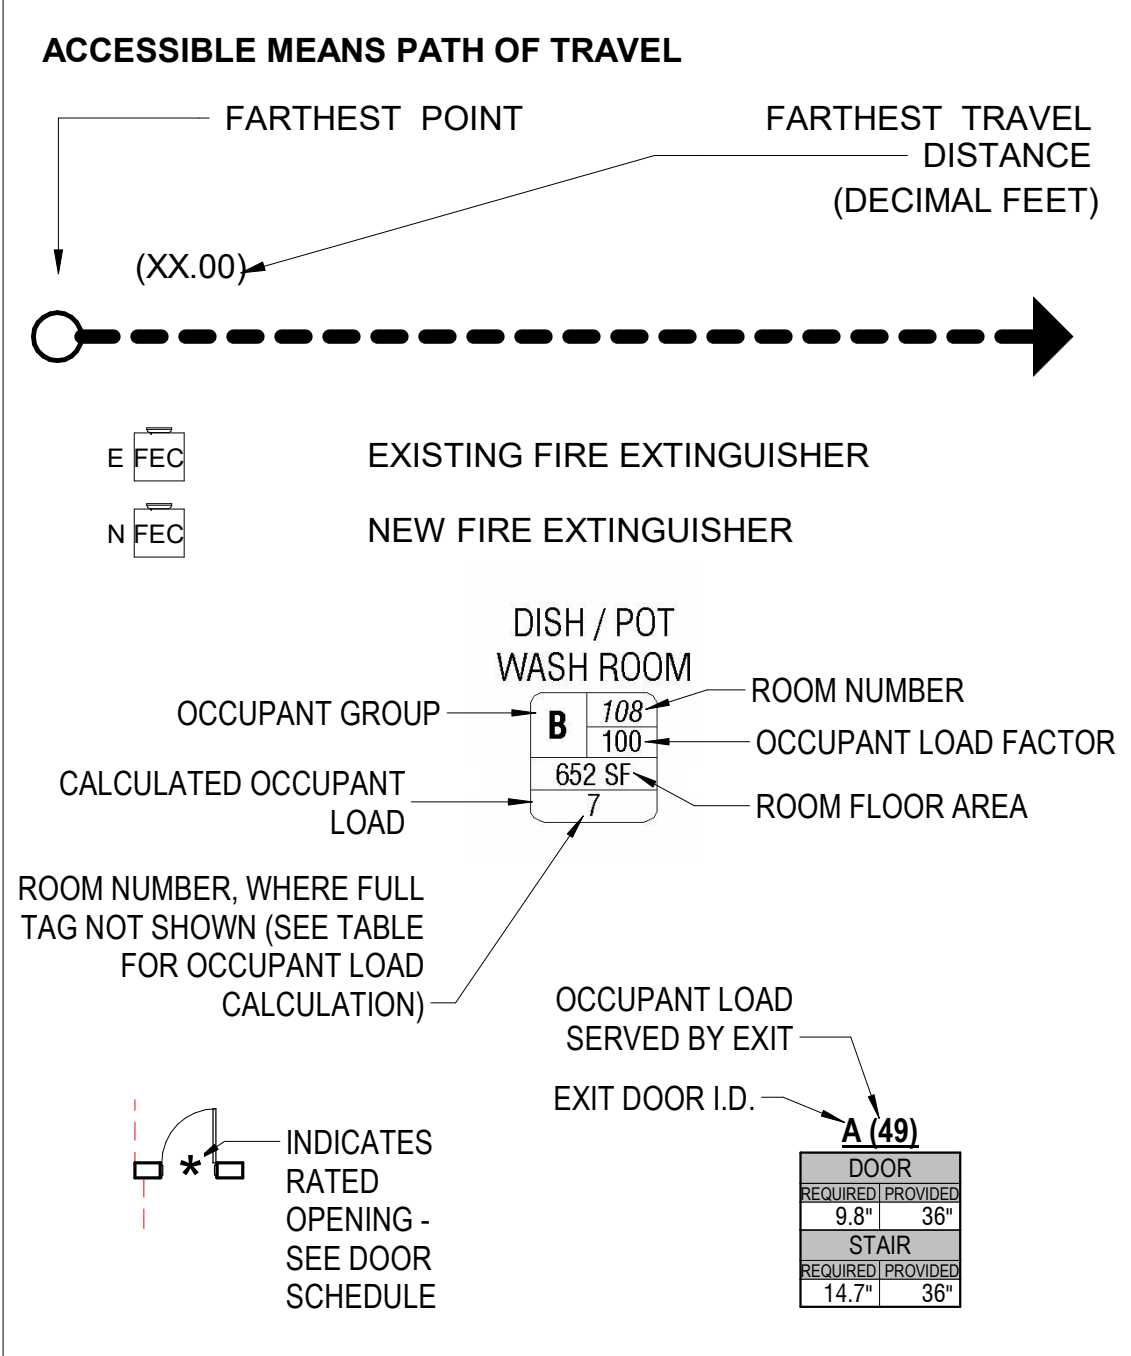 ACCESSIBLE MEANS PATH OF TRAVEL
FARTHEST POINT
FARTHEST TRAVEL
DISTANCE
(DECIMAL FEET)
(XX.00)
E FEC
EXISTING FIRE EXTINGUISHER
N FEC
NEW FIRE EXTINGUISHER
DISH / POT
WASH ROOM
OCCUPANT GROUP
B
108
ROOM NUMBER
100
OCCUPANT LOAD FACTOR
652 SF
ROOM FLOOR AREA
CALCULATED OCCUPANT
LOAD
7
ROOM NUMBER, WHERE FULL
TAG NOT SHOWN (SEE TABLE
FOR OCCUPANT LOAD
CALCULATION)
OCCUPANT LOAD
SERVED BY EXIT
EXIT DOOR I.D.
A (49)
DOOR
REQUIRED PROVIDED
9.8" 36"
STAIR
REQUIRED PROVIDED
14.7" 36"
*
INDICATES
RATED
OPENING -
SEE DOOR
SCHEDULE